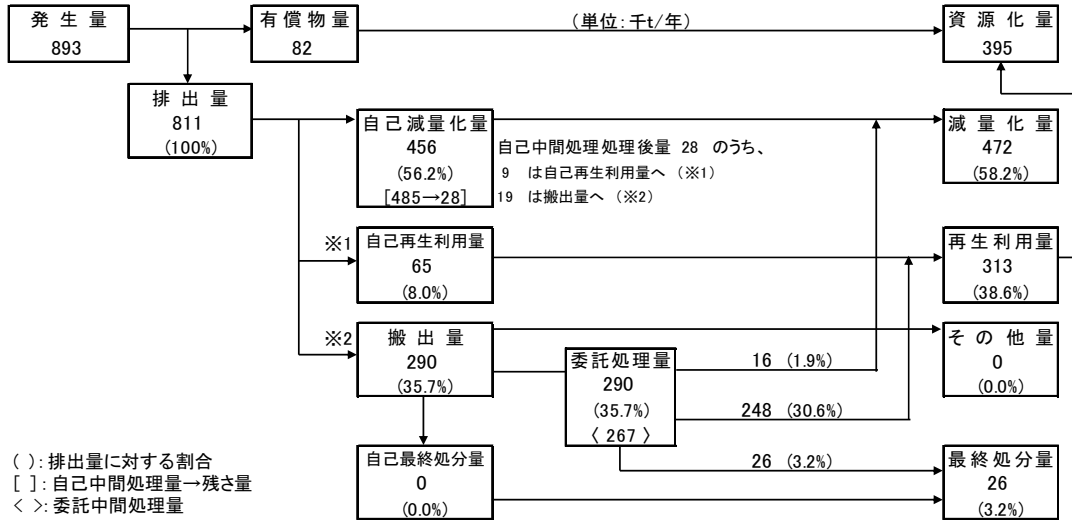 発生量
893
有償物量
82
(単位:千t/年)
資源化量
395
排出量
811
(100%)
自己減量化量
456
(56.2%)
[485→28]
自己中間処理処理後量 28 のうち、
9 は自己再生利用量へ (※1)
19 は搬出量へ (※2)
減量化量
472
(58.2%)
※1
自己再生利用量
65
(8.0%)
再生利用量
313
(38.6%)
※2
搬出量
290
(35.7%)
委託処理量
290
(35.7%)
〈 267 〉
16 (1.9%)
248 (30.6%)
26 (3.2%)
その他量
0
(0.0%)
自己最終処分量
0
(0.0%)
最終処分量
26
(3.2%)
( ):排出量に対する割合
[ ]:自己中間処理量→残さ量
< >:委託中間処理量